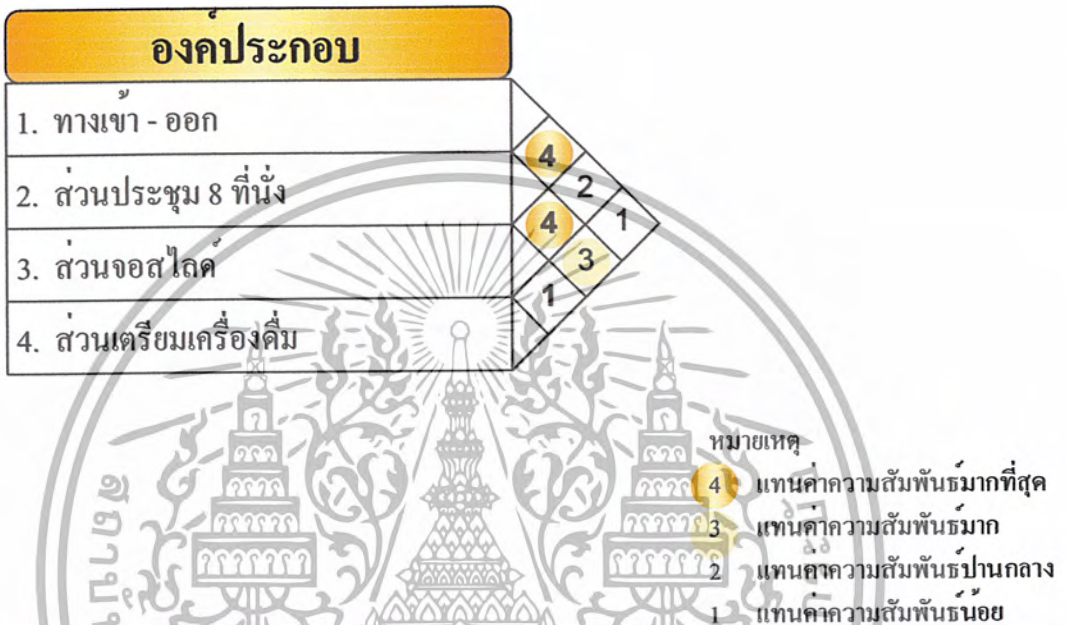 องค์ประกอบ
1. ทางเข้า - ออก
4
2
2. ส่วนประชุม 8 ที่นั่ง
4
1
3
3. ส่วนจอสไลด์
1
4. ส่วนเตรียมเครื่องดื่ม
หมายเหตุ
4 แทนค่าความสัมพันธ์มากที่สุด
3 แทนค่าความสัมพันธ์มาก
2 แทนค่าความสัมพันธ์ปานกลาง
1 แทนค่าความสัมพันธ์น้อย